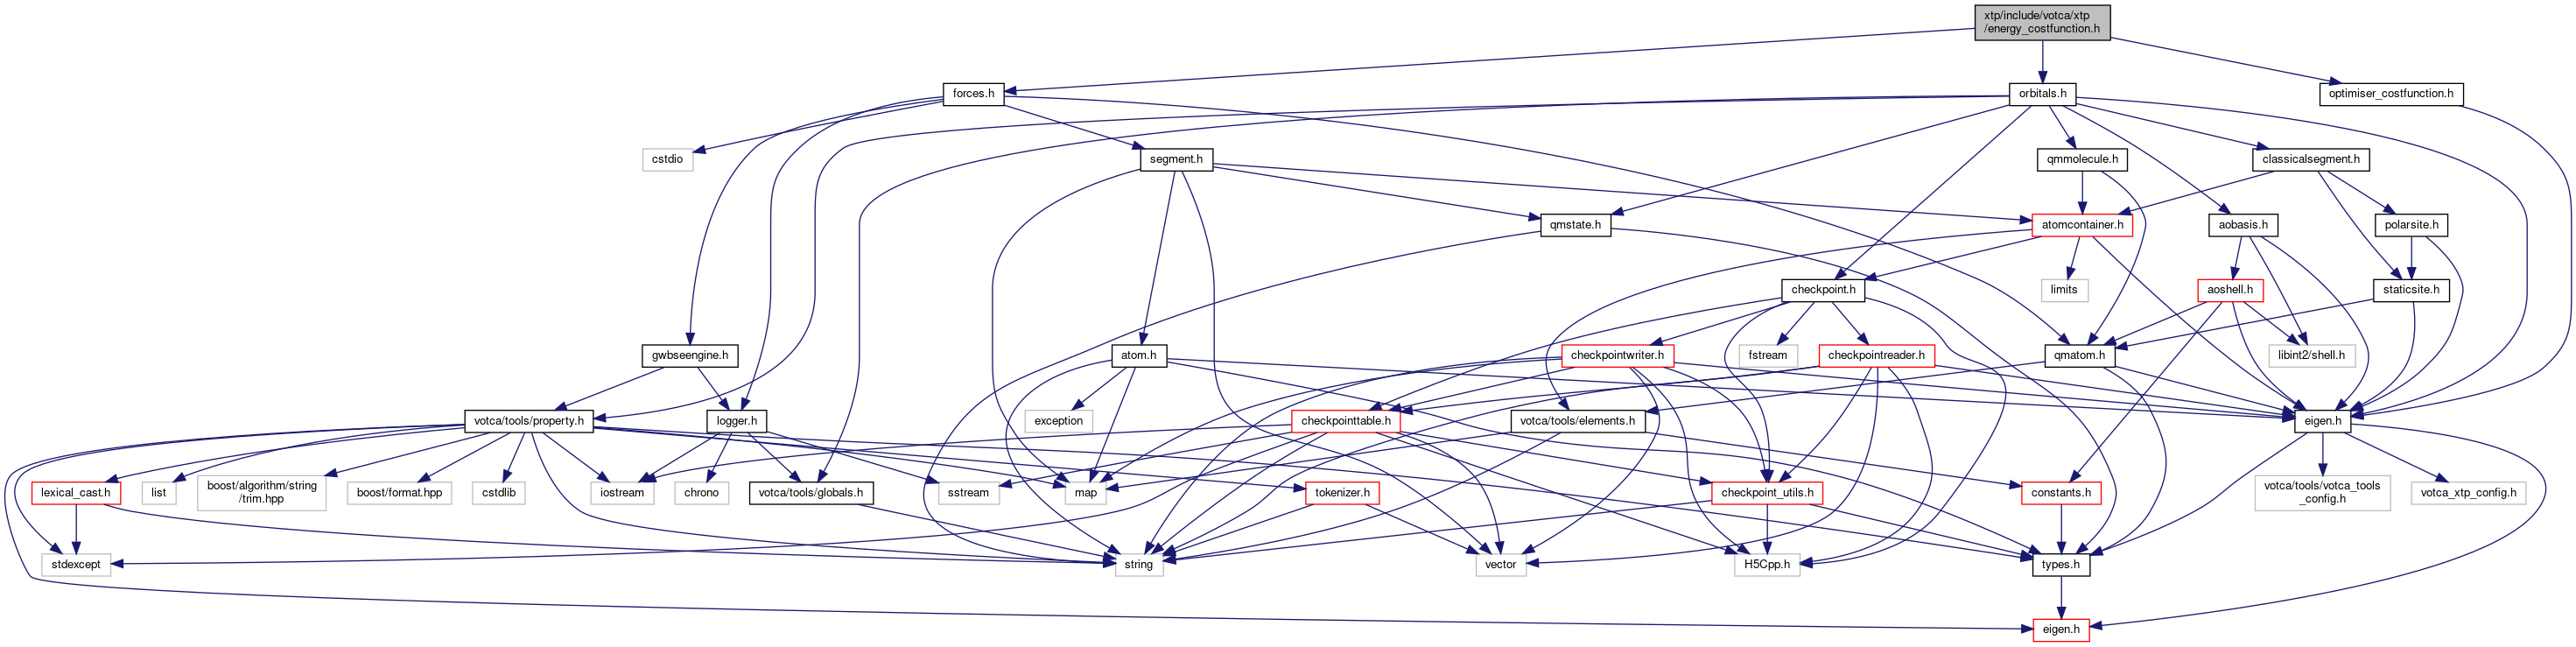 xtp/include/votca/xtp
/energy_costfunction.h
forces.h
orbitals.h
optimiser_costfunction.h
cstdio
segment.h
qmmolecule.h
classicalsegment.h
qmstate.h
atomcontainer.h
aobasis.h
polarsite.h
checkpoint.h
limits
aoshell.h
staticsite.h
gwbseengine.h
atom.h
checkpointwriter.h
fstream
checkpointreader.h
qmatom.h
libint2/shell.h
votca/tools/property.h
logger.h
exception
checkpointtable.h
votca/tools/elements.h
eigen.h
lexical_cast.h
list
boost/algorithm/string
/trim.hpp
boost/format.hpp
cstdlib
iostream
chrono
votca/tools/globals.h
sstream
map
tokenizer.h
checkpoint_utils.h
constants.h
votca/tools/votca_tools
_config.h
votca_xtp_config.h
stdexcept
string
vector
H5Cpp.h
types.h
eigen.h